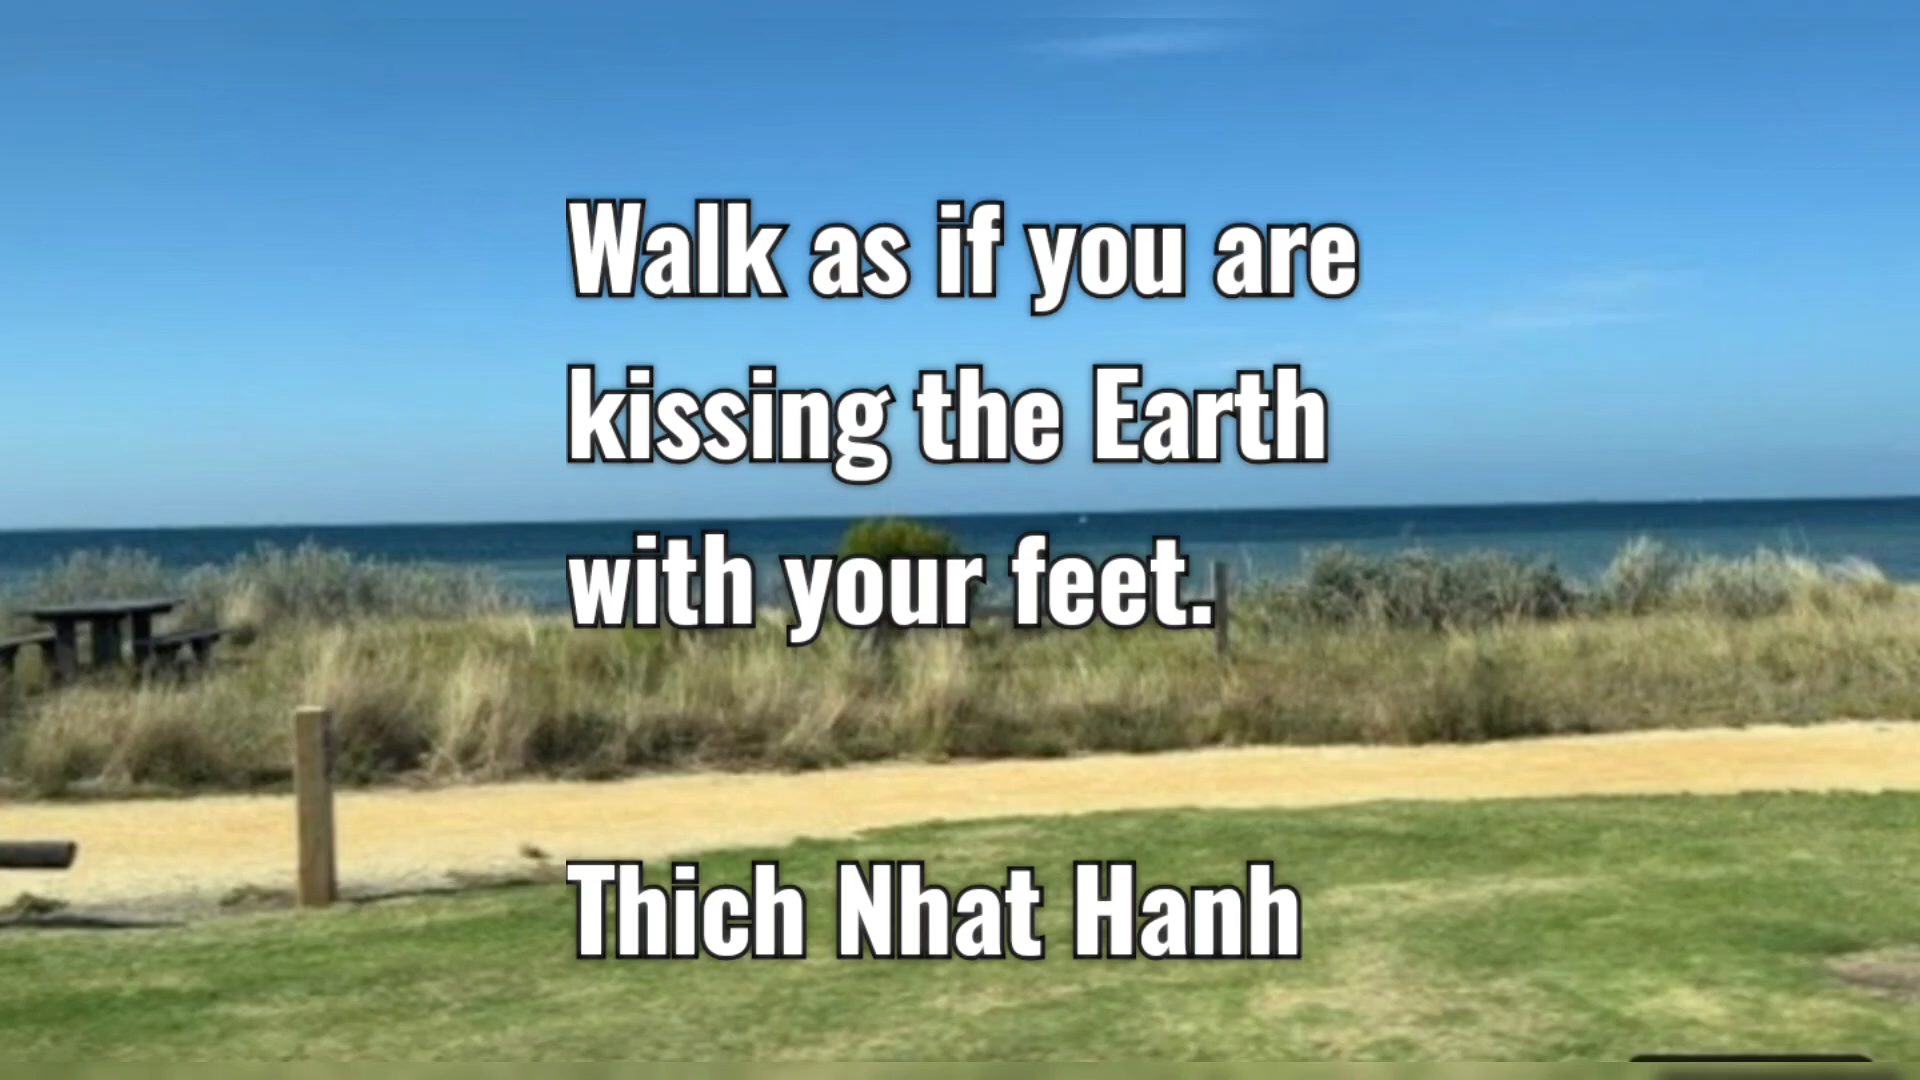 Walk as if you are
kissing the Earth
with your feet.
Thich Nhat Hanh